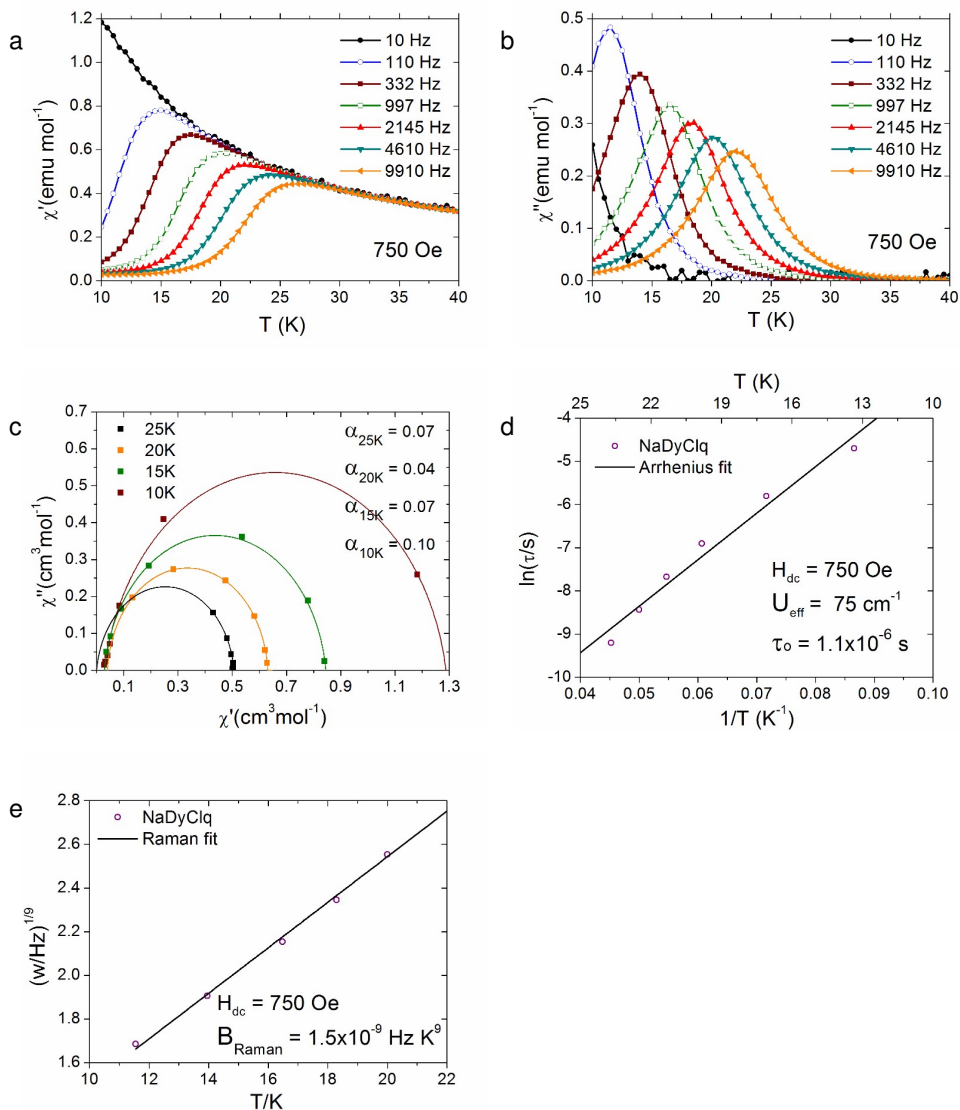 a
χ'(emu mol⁻¹)
1.2
1.0
0.8
0.6
0.4
0.2
0.0
10 Hz
110 Hz
332 Hz
997 Hz
2145 Hz
4610 Hz
9910 Hz
750 Oe
10 15 20 25 30 35 40
T (K)
b
χ''(emu mol⁻¹)
0.5
0.4
0.3
0.2
0.1
0.0
10 Hz
110 Hz
332 Hz
997 Hz
2145 Hz
4610 Hz
9910 Hz
750 Oe
10 15 20 25 30 35 40
T (K)
c
χ''(cm³mol⁻¹)
0.7
0.6
0.5
0.4
0.3
0.2
0.1
0.0
25K
20K
15K
10K
α25K = 0.07
α20K = 0.04
α15K = 0.07
α10K = 0.10
0.1 0.3 0.5 0.7 0.9 1.1 1.3
χ'(cm³mol⁻¹)
d
T (K)
25 23 21 19 17 15 13 12 10
ln(τ/s)
-4
-5
-6
-7
-8
-9
-10
NaDyClq
Arrhenius fit
Hdc = 750 Oe
Ueff = 75 cm⁻¹
τo = 1.1x10⁻⁶ s
0.04 0.05 0.06 0.07 0.08 0.09 0.10
1/T (K⁻¹)
e
(w/Hz)¹/⁹
2.8
2.6
2.4
2.2
2.0
1.8
1.6
NaDyClq
Raman fit
Hdc = 750 Oe
BRaman = 1.5x10⁻⁹ Hz K⁹
10 12 14 16 18 20 22
T/K